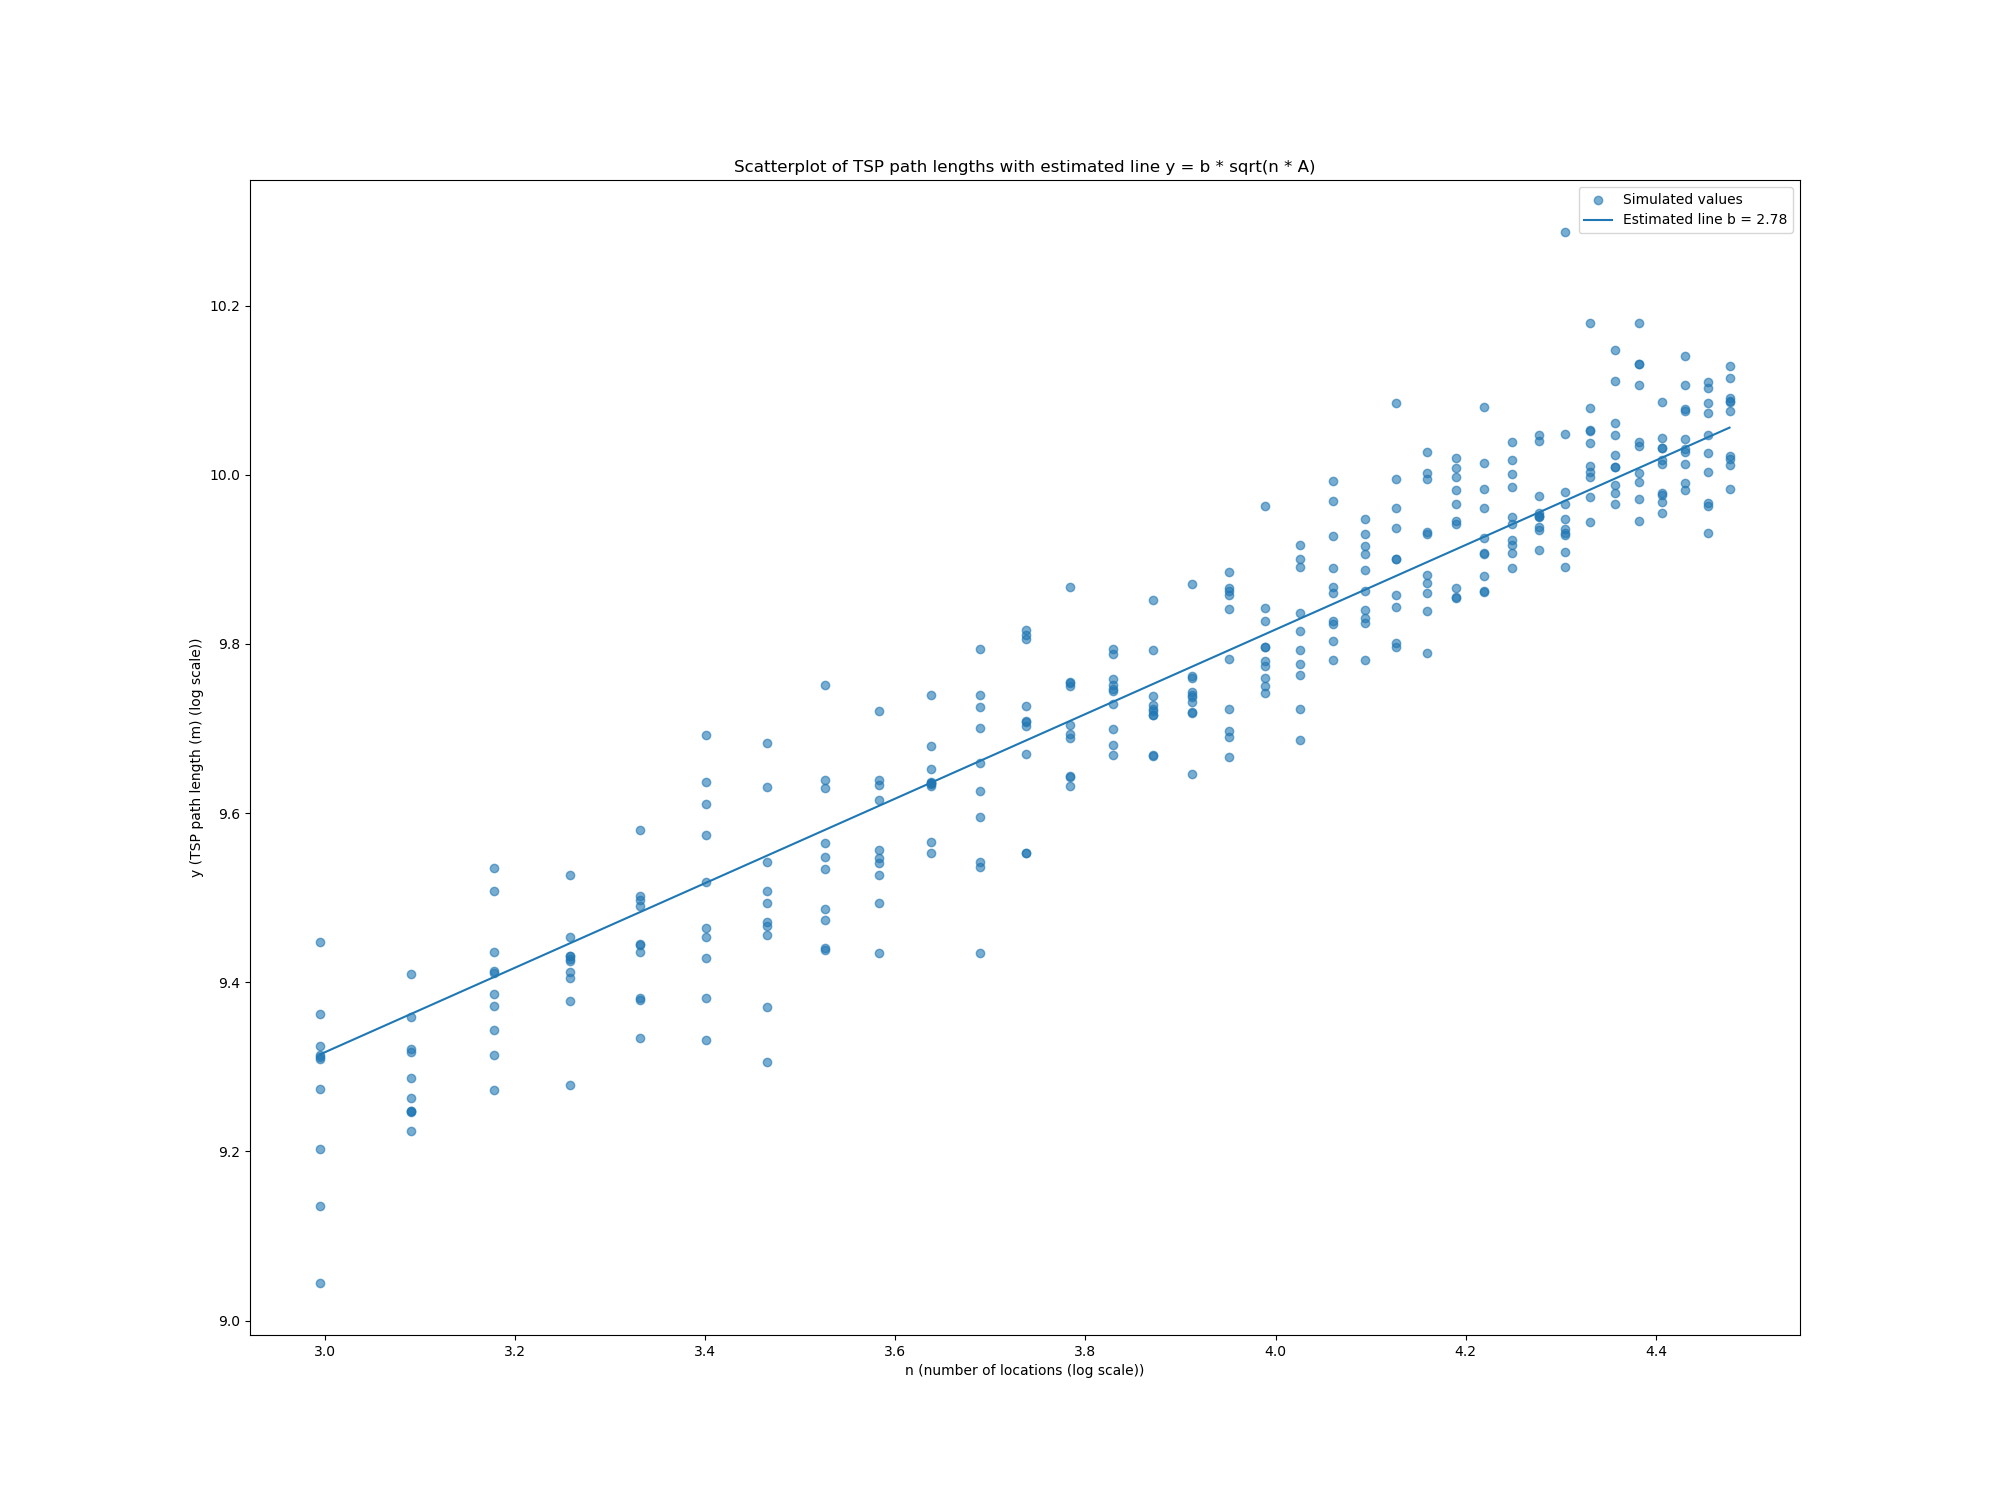 Scatterplot of TSP path lengths with estimated line y = b * sqrt(n * A)
Simulated values
Estimated line b = 2.78
10.2
10.0
9.8
9.6
9.4
9.2
9.0
y (TSP path length (m) (log scale))
3.0 3.2 3.4 3.6 3.8 4.0 4.2 4.4
n (number of locations (log scale))